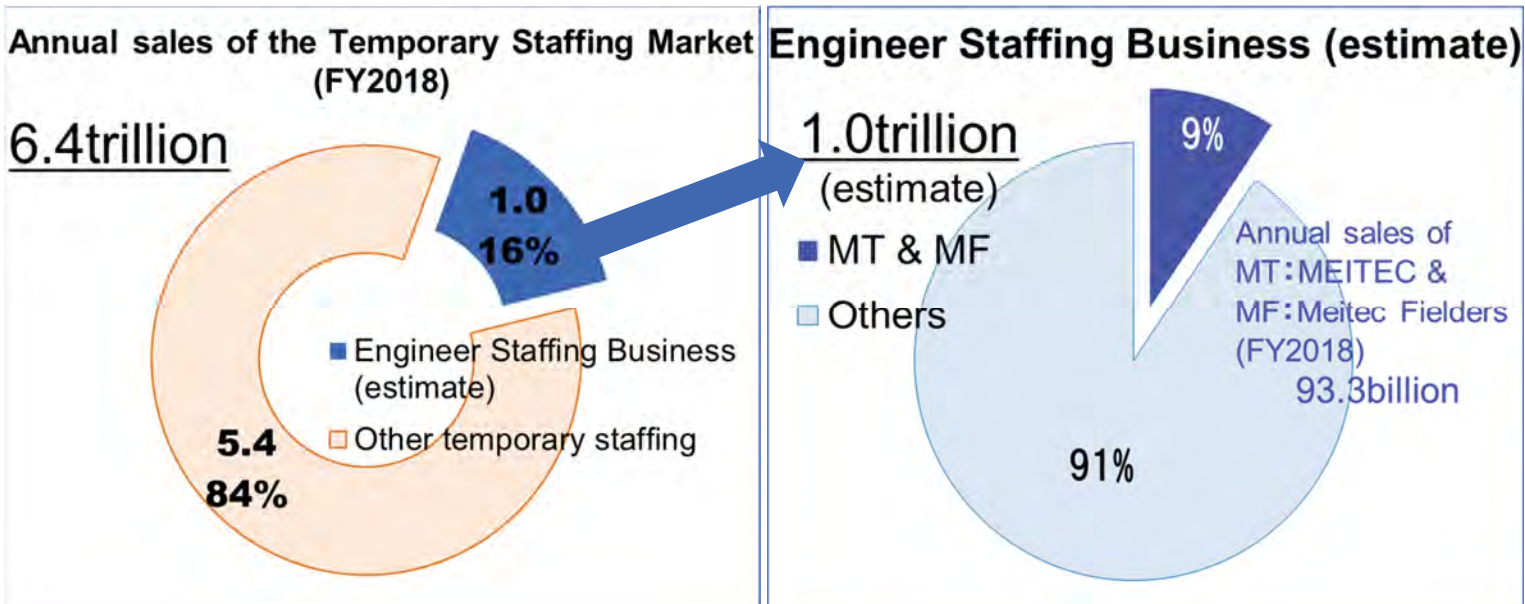 Annual sales of the Temporary Staffing Market
(FY2018)
6.4trillion
1.0
16%
Engineer Staffing Business
(estimate)
Other temporary staffing
5.4
84%
Engineer Staffing Business (estimate)
1.0trillion
(estimate)
MT & MF
Others
9%
Annual sales of
MT:MEITEC &
MF:Meitec Fielders
(FY2018)
93.3billion
91%